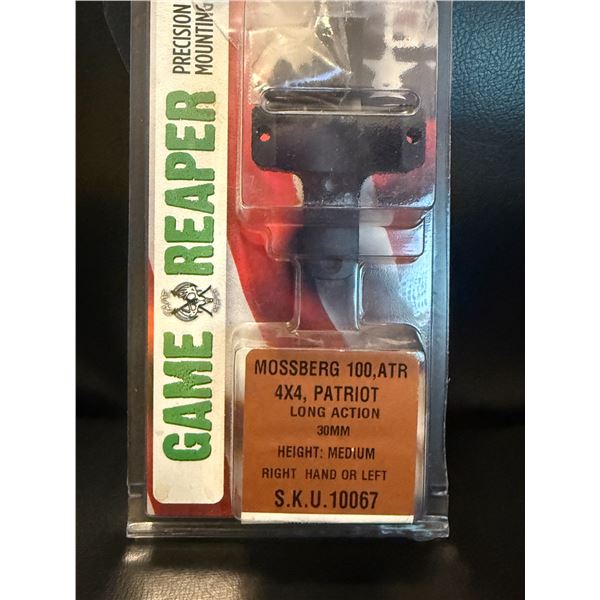 PRECISION
MOUNTING
GAME REAPER
MOSSBERG 100,ATR
4X4, PATRIOT
LONG ACTION
30MM
HEIGHT: MEDIUM
RIGHT HAND OR LEFT
S.K.U.10067